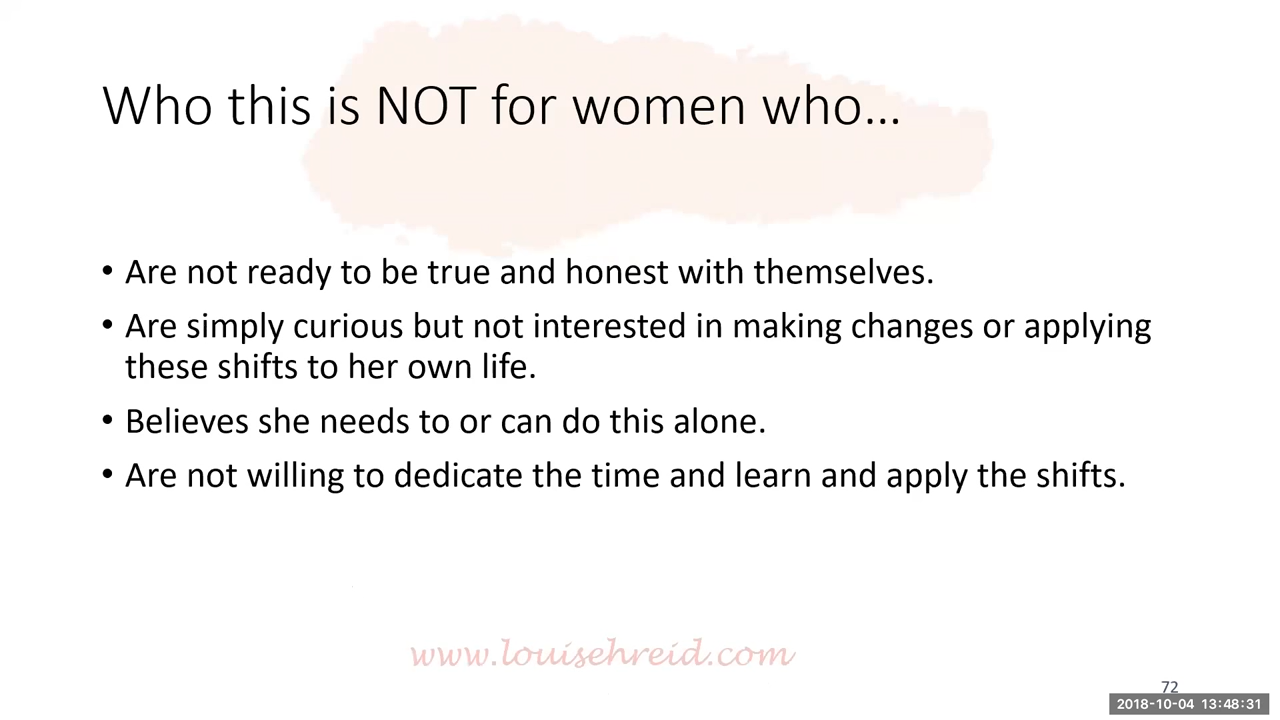 Who this is NOT for women who...
• Are not ready to be true and honest with themselves.
• Are simply curious but not interested in making changes or applying
these shifts to her own life.
• Believes she needs to or can do this alone.
• Are not willing to dedicate the time and learn and apply the shifts.
www.louisehreid.com
72
2018-10-04 13:48:31